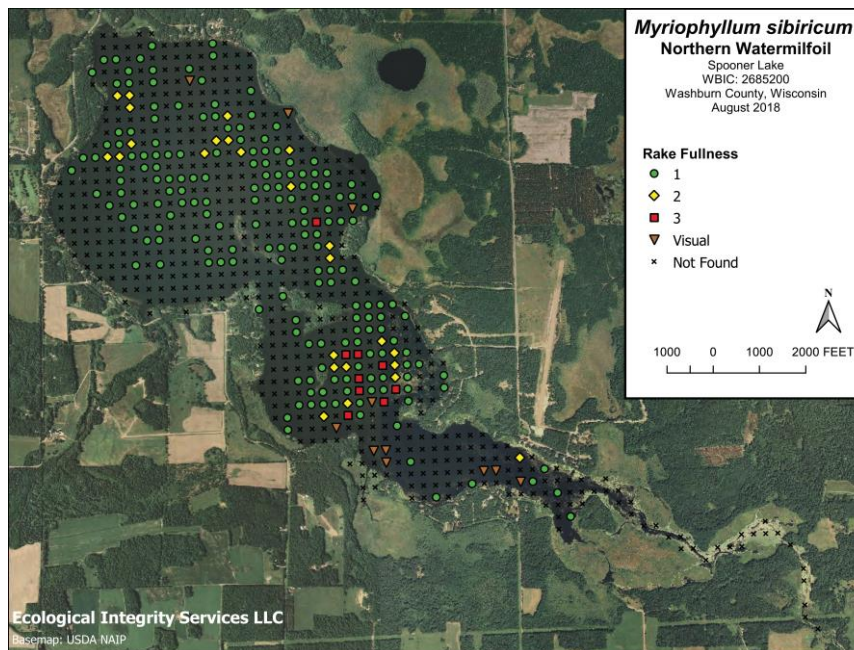 Myriophyllum sibiricum
Northern Watermilfoil
Spooner Lake
WBIC: 2685200
Washburn County, Wisconsin
August 2018
Rake Fullness
1
2
3
Visual
Not Found
N
1000 0 1000 2000 FEET
Ecological Integrity Services LLC
Basemap: USDA NAIP